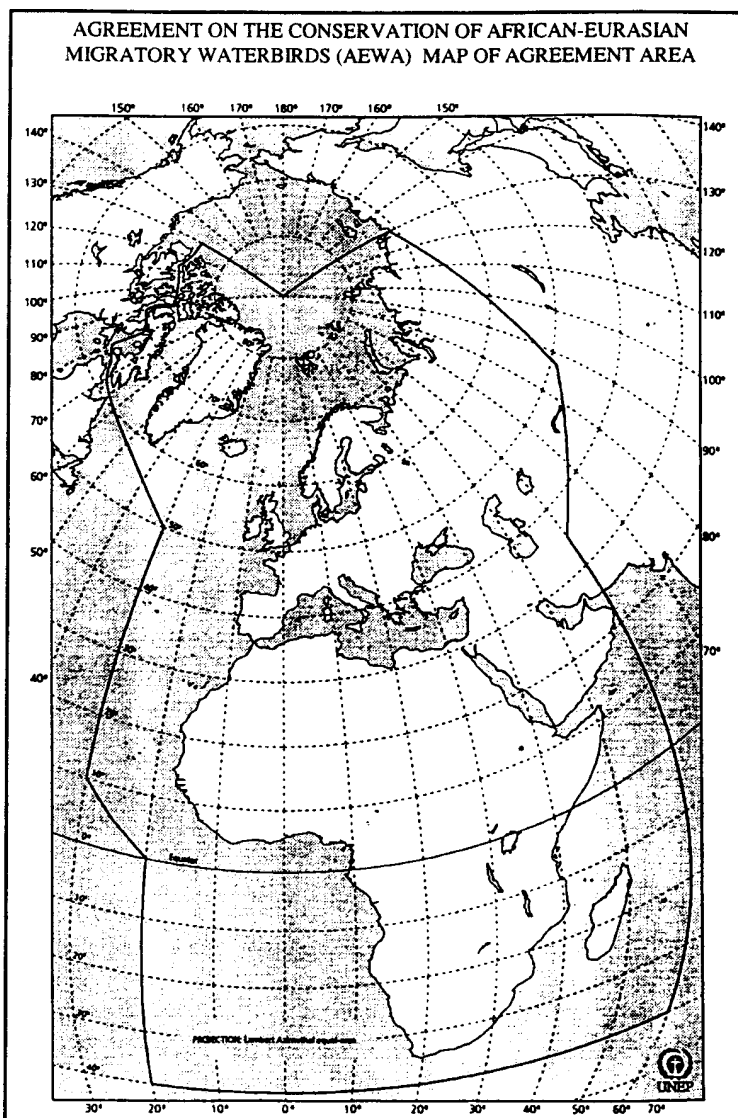 AGREEMENT ON THE CONSERVATION OF AFRICAN-EURASIAN
MIGRATORY WATERBIRDS (AEWA) MAP OF AGREEMENT AREA
150° 160° 170° 180° 170° 160° 150°
140° 140°
130° 130°
120° 120°
110° 110°
100° 100°
90° 90°
80° 80°
70° 70°
60°
50°
40°
0° Equator
10°
20°
PROJECTION: Lambert Azimuthal equal-area
UNEP
30° 20° 10° 0° 10° 20° 30° 40° 50° 60° 70°